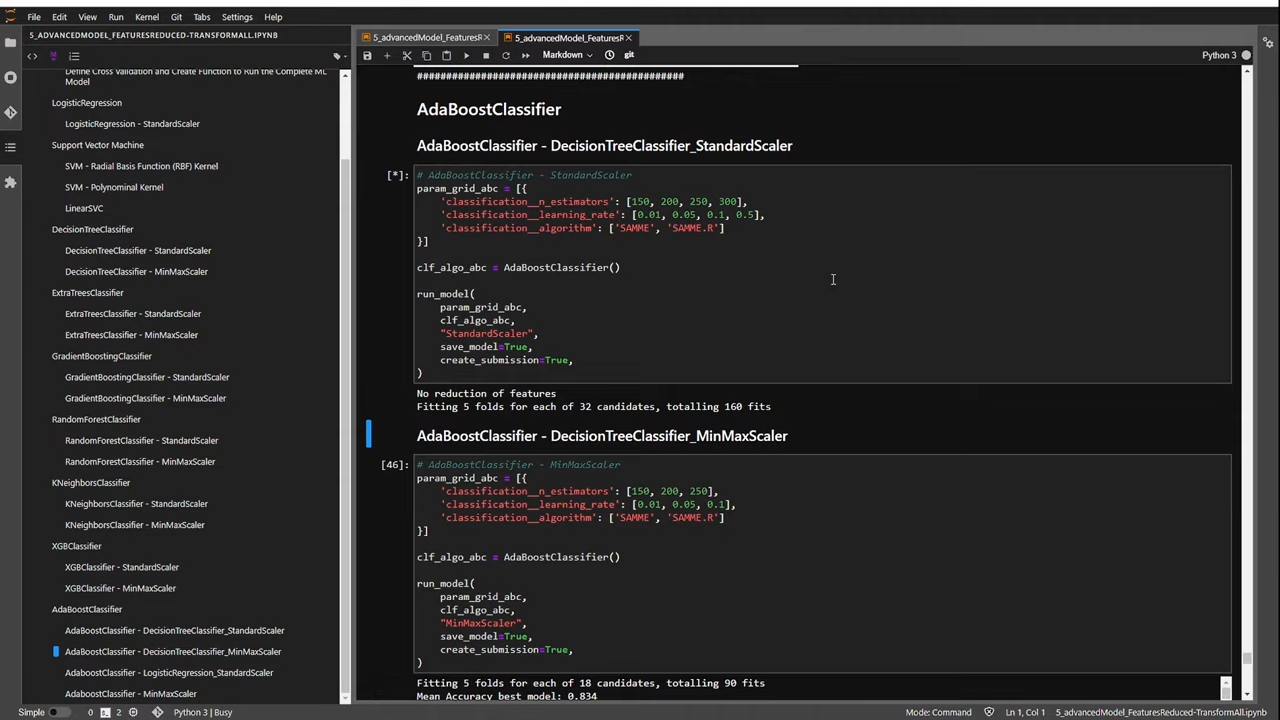 File Edit View Run Kernel Git Tabs Settings Help
5_ADVANCEDMODEL_FEATURESREDUCED-TRANSFORMALL.IPYNB
Define Cross Validation and Create Function to Run the Complete ML
Model
LogisticRegression
LogisticRegression - StandardScaler
Support Vector Machine
SVM - Radial Basis Function (RBF) Kernel
SVM - Polynomial Kernel
LinearSVC
DecisionTreeClassifier
DecisionTreeClassifier - StandardScaler
DecisionTreeClassifier - MinMaxScaler
ExtraTreesClassifier
ExtraTreesClassifier - StandardScaler
ExtraTreesClassifier - MinMaxScaler
GradientBoostingClassifier
GradientBoostingClassifier - StandardScaler
GradientBoostingClassifier - MinMaxScaler
RandomForestClassifier
RandomForestClassifier - StandardScaler
RandomForestClassifier - MinMaxScaler
KNeighborsClassifier
KNeighborsClassifier - StandardScaler
KNeighborsClassifier - MinMaxScaler
XGBClassifier
XGBClassifier - StandardScaler
XGBClassifier - MinMaxScaler
AdaBoostClassifier
AdaBoostClassifier - DecisionTreeClassifier_StandardScaler
AdaBoostClassifier - DecisionTreeClassifier_MinMaxScaler
AdaboostClassifier - LogisticRegression_StandardScaler
AdaboostClassifier - MinMaxScaler
5_advancedModel_FeaturesR 5_advancedModel_FeaturesR
Markdown git Python 3
##############################################
AdaBoostClassifier
AdaBoostClassifier - DecisionTreeClassifier_StandardScaler
[*]: # AdaBoostClassifier - StandardScaler
param_grid_abc = [{
'classification__n_estimators': [150, 200, 250, 300],
'classification__learning_rate': [0.01, 0.05, 0.1, 0.5],
'classification__algorithm': ['SAMME', 'SAMME.R']
}]
clf_algo_abc = AdaBoostClassifier()
run_model(
param_grid_abc,
clf_algo_abc,
"StandardScaler",
save_model=True,
create_submission=True,
)
No reduction of features
Fitting 5 folds for each of 32 candidates, totalling 160 fits
AdaBoostClassifier - DecisionTreeClassifier_MinMaxScaler
[46]: # AdaBoostClassifier - MinMaxScaler
param_grid_abc = [{
'classification__n_estimators': [150, 200, 250],
'classification__learning_rate': [0.01, 0.05, 0.1],
'classification__algorithm': ['SAMME', 'SAMME.R']
}]
clf_algo_abc = AdaBoostClassifier()
run_model(
param_grid_abc,
clf_algo_abc,
"MinMaxScaler",
save_model=True,
create_submission=True,
)
Fitting 5 folds for each of 18 candidates, totalling 90 fits
Mean Accuracy best model: 0.834
Simple 0 2 Python 3 | Busy Mode: Command Ln 1, Col 1 5_advancedModel_FeaturesReduced-TransformAll.ipynb